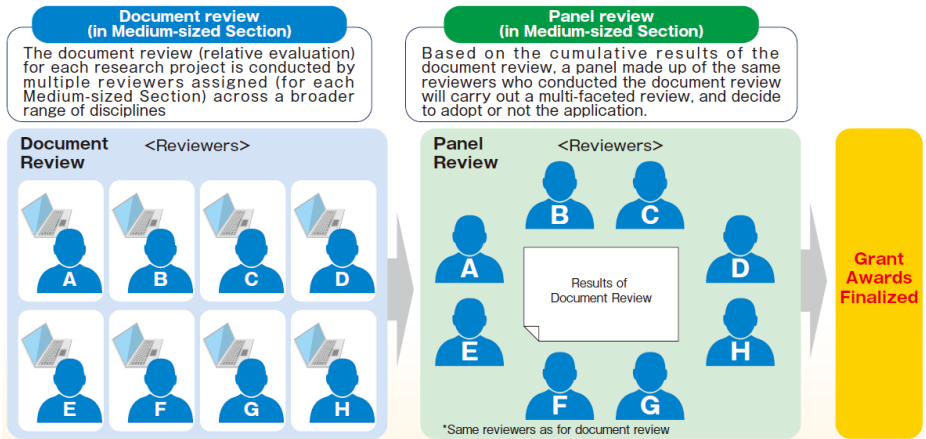 Document review
(in Medium-sized Section)
The document review (relative evaluation)
for each research project is conducted by
multiple reviewers assigned (for each
Medium-sized Section) across a broader
range of disciplines
Panel review
(in Medium-sized Section)
Based on the cumulative results of the
document review, a panel made up of the same
reviewers who conducted the document review
will carry out a multi-faceted review, and decide
to adopt or not the application.
Document
Review
<Reviewers>
A
B
C
D
E
F
G
H
Panel
Review
<Reviewers>
B
C
A
D
Results of
Document Review
E
H
F
G
*Same reviewers as for document review
Grant
Awards
Finalized